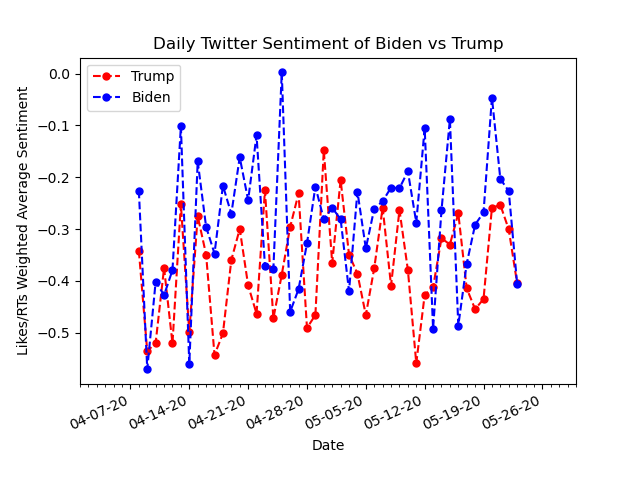 Daily Twitter Sentiment of Biden vs Trump
Trump
Biden
Likes/RTs Weighted Average Sentiment
0.0
−0.1
−0.2
−0.3
−0.4
−0.5
04-07-20
04-14-20
04-21-20
04-28-20
05-05-20
05-12-20
05-19-20
05-26-20
Date